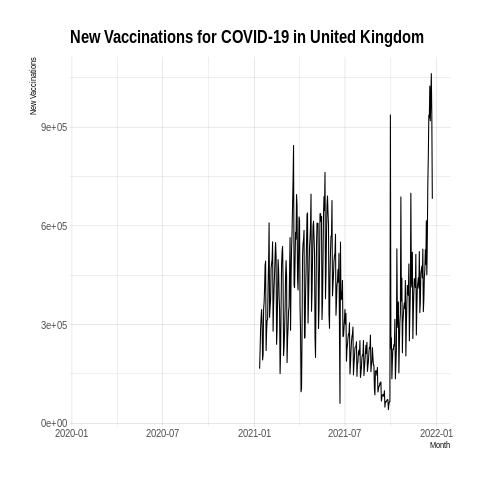 New Vaccinations for COVID-19 in United Kingdom
New Vaccinations
9e+05
6e+05
3e+05
0e+00
2020-01 2020-07 2021-01 2021-07 2022-01
Month